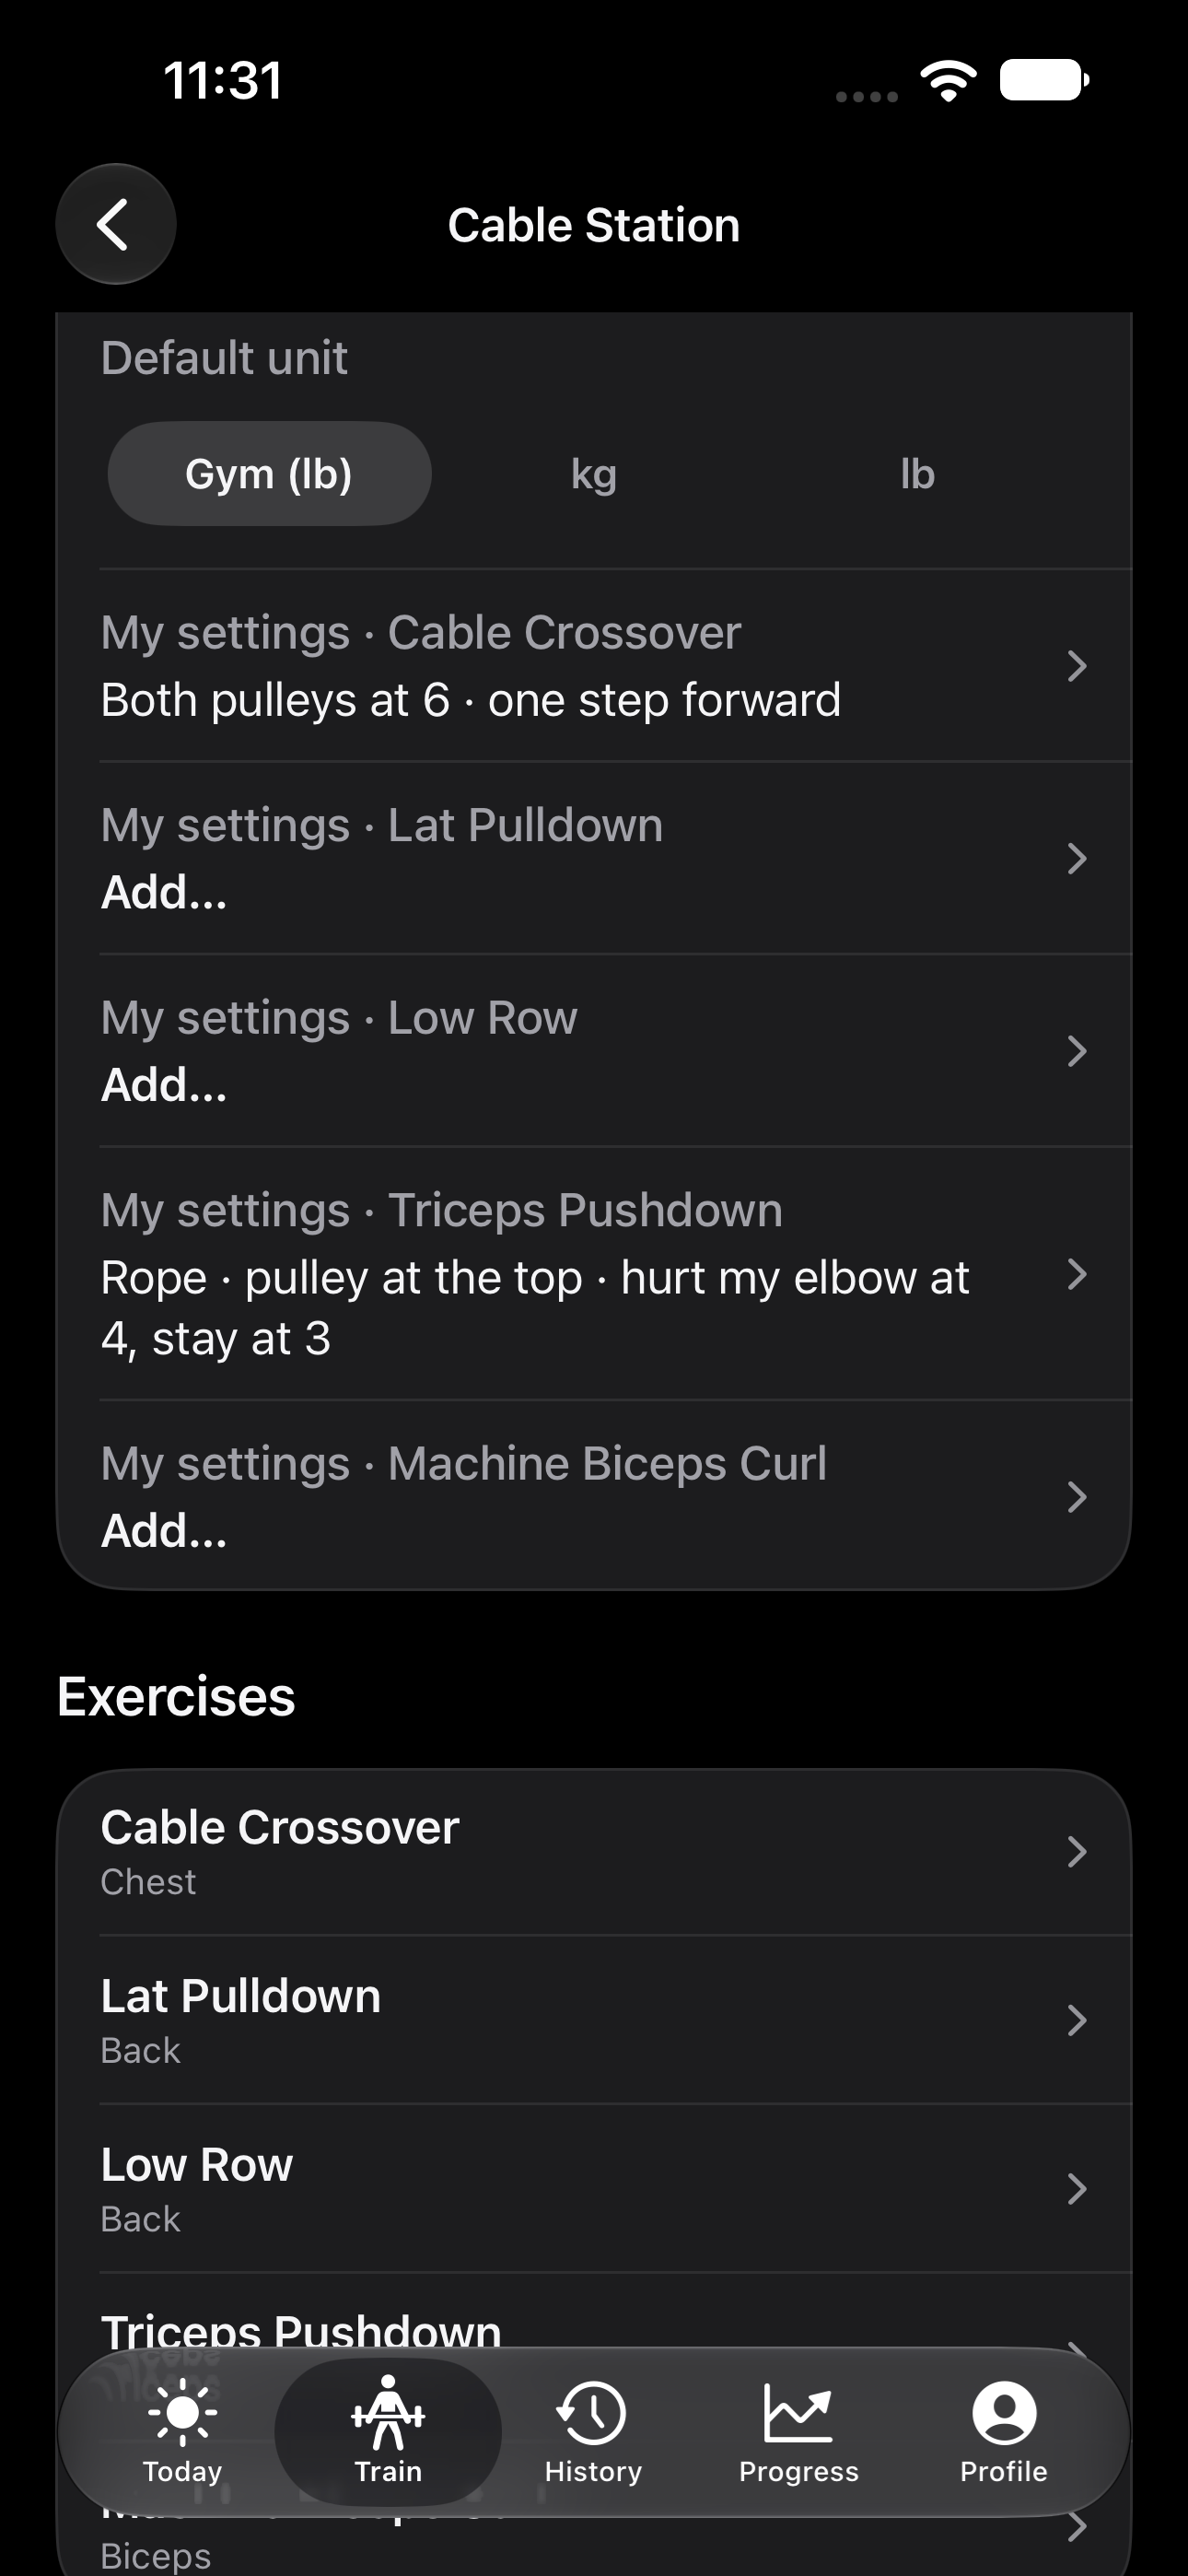 11:31
Cable Station
Default unit
Gym (lb)
kg
lb
My settings · Cable Crossover
Both pulleys at 6 · one step forward
My settings · Lat Pulldown
Add...
My settings · Low Row
Add...
My settings · Triceps Pushdown
Rope · pulley at the top · hurt my elbow at
4, stay at 3
My settings · Machine Biceps Curl
Add...
Exercises
Cable Crossover
Chest
Lat Pulldown
Back
Low Row
Back
Triceps Pushdown
Today
Train
History
Progress
Profile
Biceps